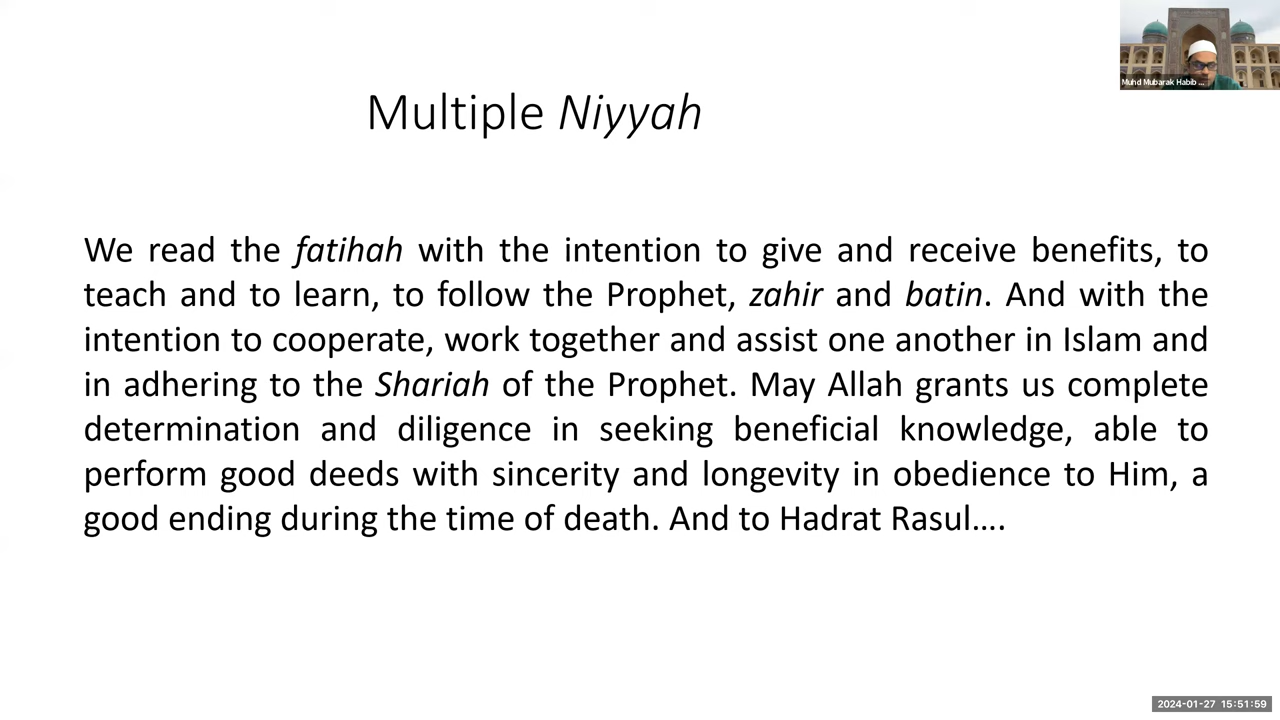 Muhd Mubarak Habib ...
Multiple Niyyah
We read the fatihah with the intention to give and receive benefits, to
teach and to learn, to follow the Prophet, zahir and batin. And with the
intention to cooperate, work together and assist one another in Islam and
in adhering to the Shariah of the Prophet. May Allah grants us complete
determination and diligence in seeking beneficial knowledge, able to
perform good deeds with sincerity and longevity in obedience to Him, a
good ending during the time of death. And to Hadrat Rasul….
2024-01-27 15:51:59